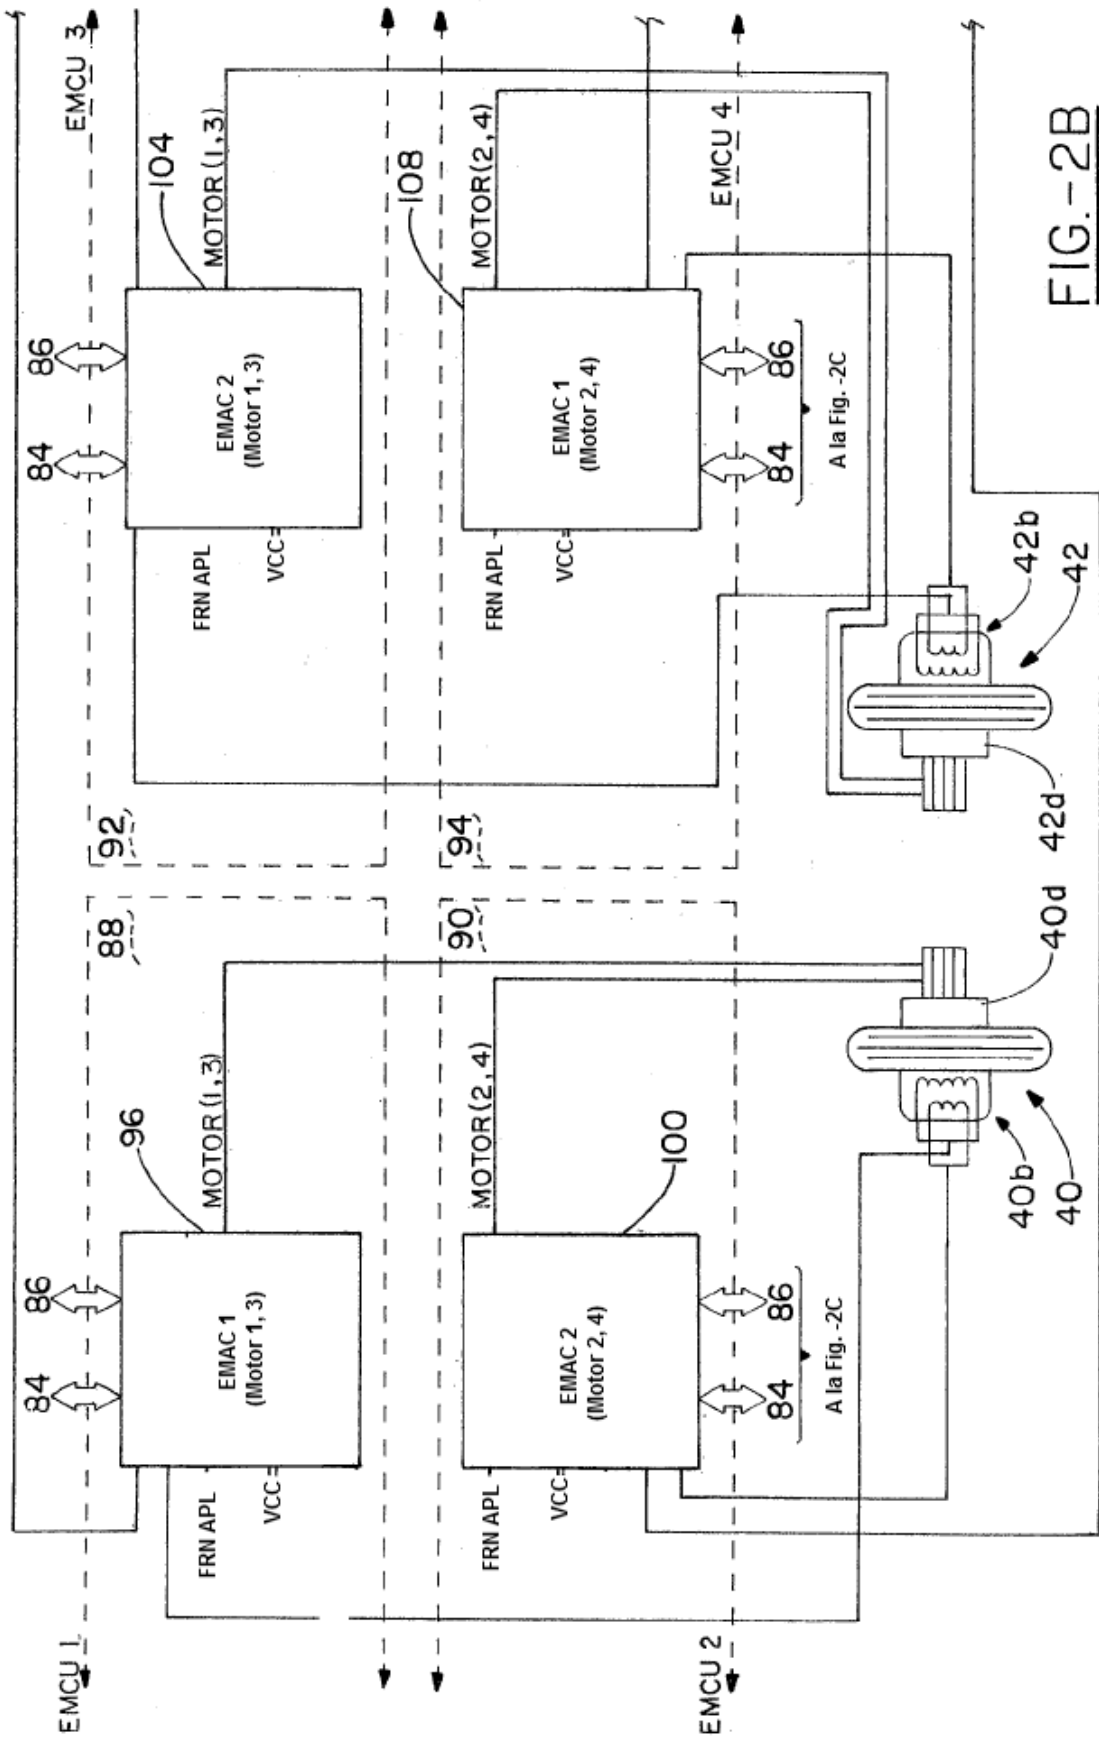 EMCU 1
EMCU 3
84
86
84
86
88
92
96
104
EMAC 1
(Motor 1, 3)
MOTOR (1,3)
FRN APL
VCC
EMAC 2
(Motor 1, 3)
MOTOR (1,3)
FRN APL
VCC
90
94
100
108
EMAC 2
(Motor 2, 4)
MOTOR (2,4)
FRN APL
VCC
EMAC 1
(Motor 2, 4)
MOTOR (2,4)
FRN APL
VCC
EMCU 2
EMCU 4
84
86
84
86
A la Fig. -2C
A la Fig. -2C
40b
40
40d
42d
42b
42
FIG.-2B